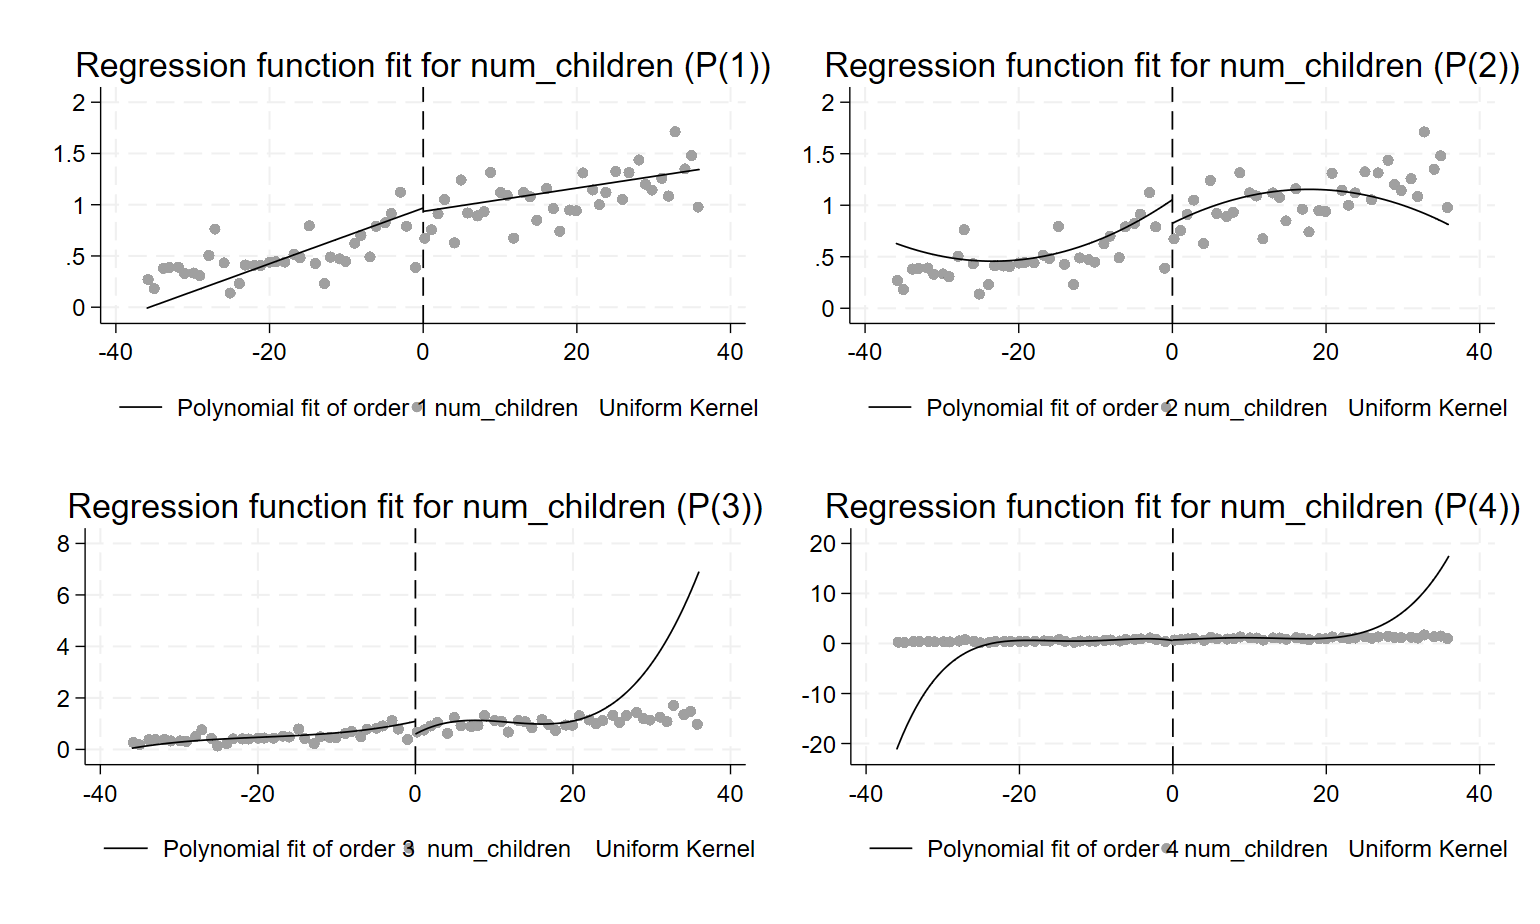 Regression function fit for num_children (P(1))
2
1.5
1
.5
0
-40 -20 0 20 40
Polynomial fit of order 1 num_children Uniform Kernel
Regression function fit for num_children (P(2))
2
1.5
1
.5
0
-40 -20 0 20 40
Polynomial fit of order 2 num_children Uniform Kernel
Regression function fit for num_children (P(3))
8
6
4
2
0
-40 -20 0 20 40
Polynomial fit of order 3 num_children Uniform Kernel
Regression function fit for num_children (P(4))
20
10
0
-10
-20
-40 -20 0 20 40
Polynomial fit of order 4 num_children Uniform Kernel